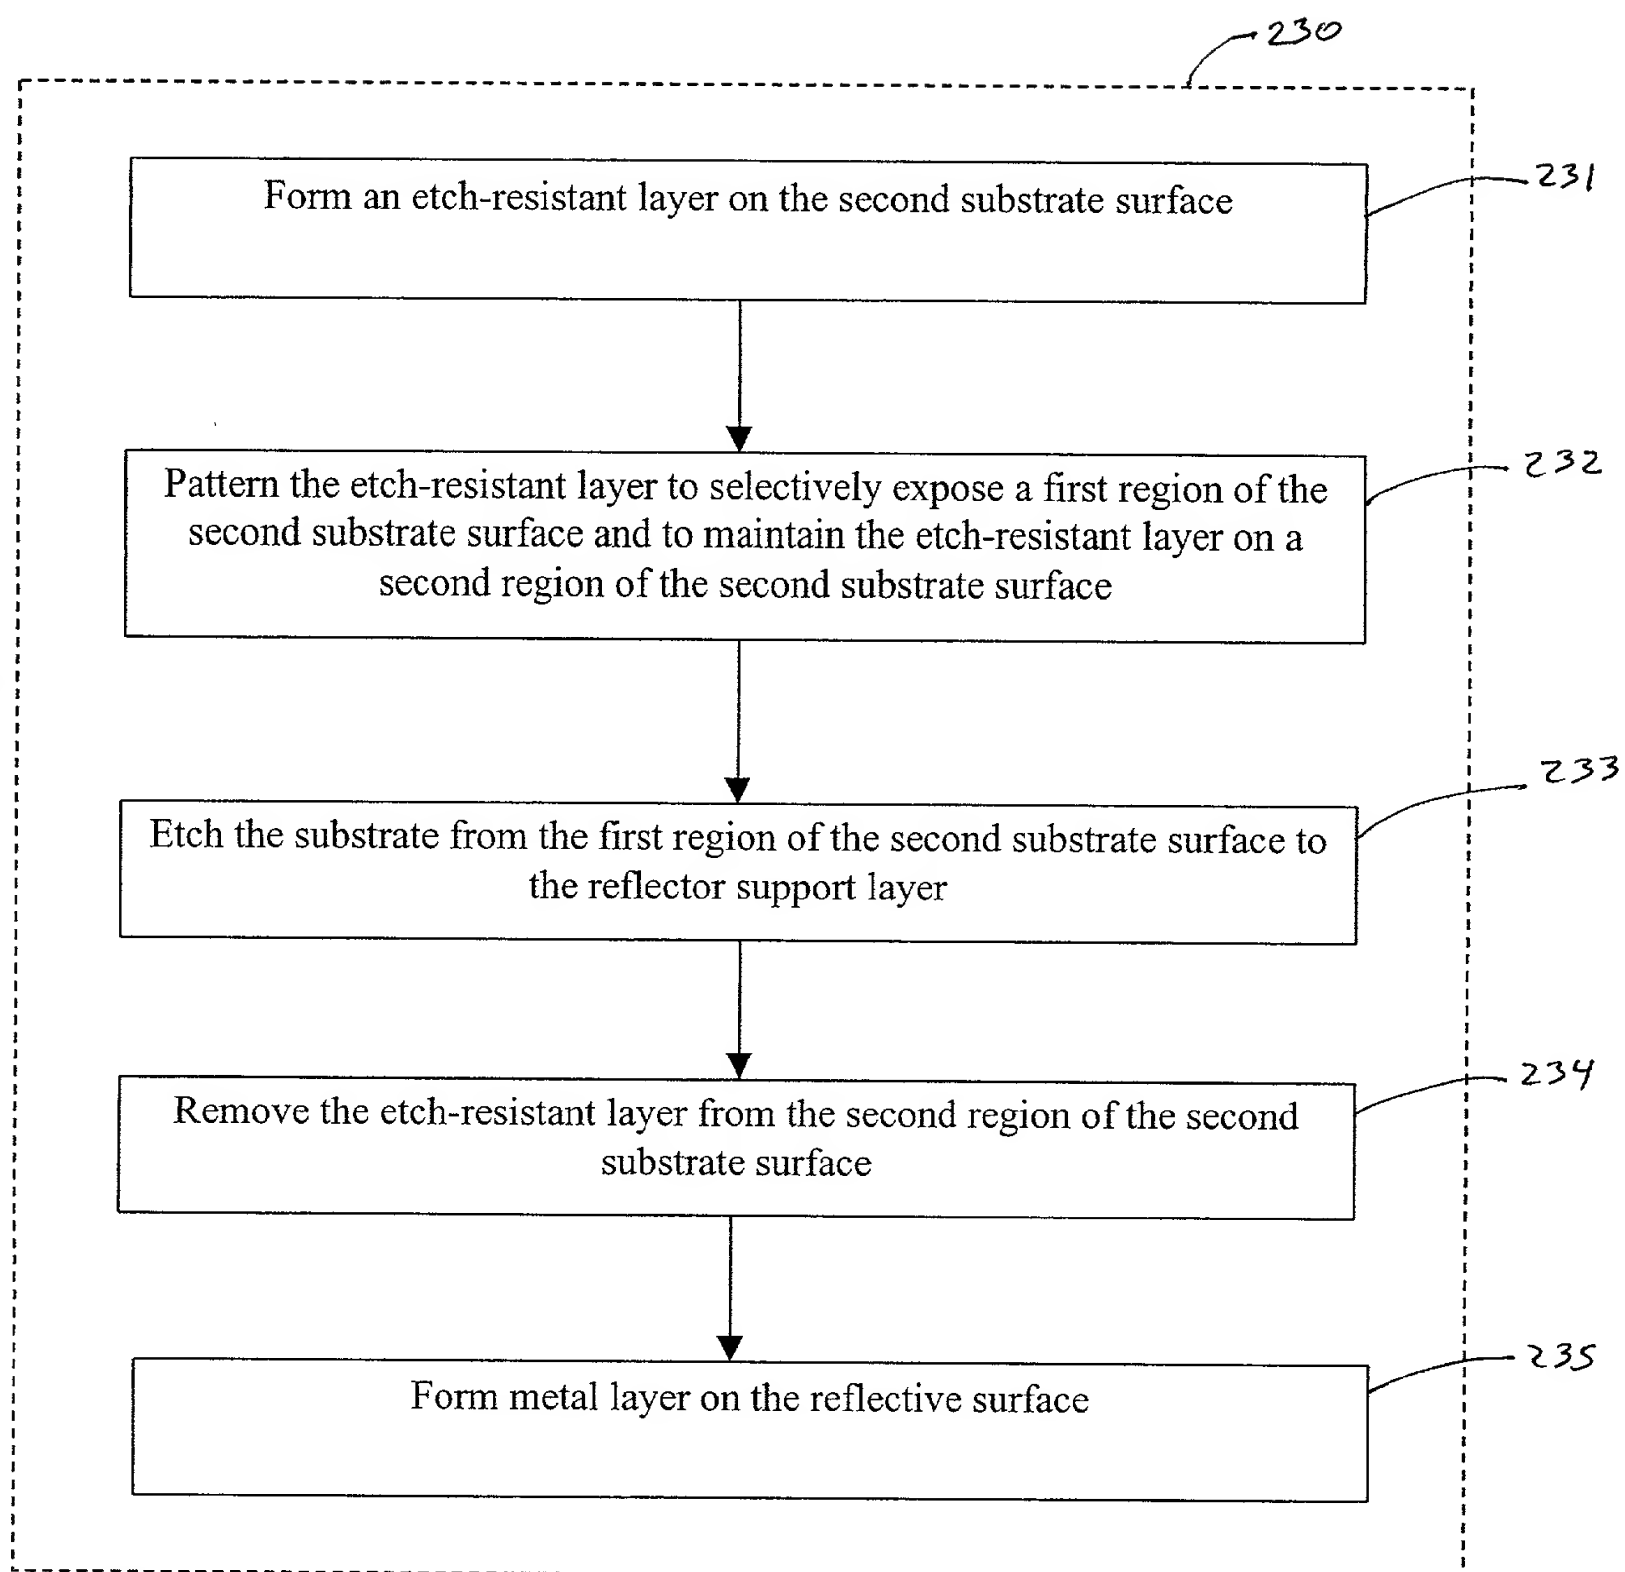 230
Form an etch-resistant layer on the second substrate surface
231
Pattern the etch-resistant layer to selectively expose a first region of the
second substrate surface and to maintain the etch-resistant layer on a
second region of the second substrate surface
232
Etch the substrate from the first region of the second substrate surface to
the reflector support layer
233
Remove the etch-resistant layer from the second region of the second
substrate surface
234
Form metal layer on the reflective surface
235